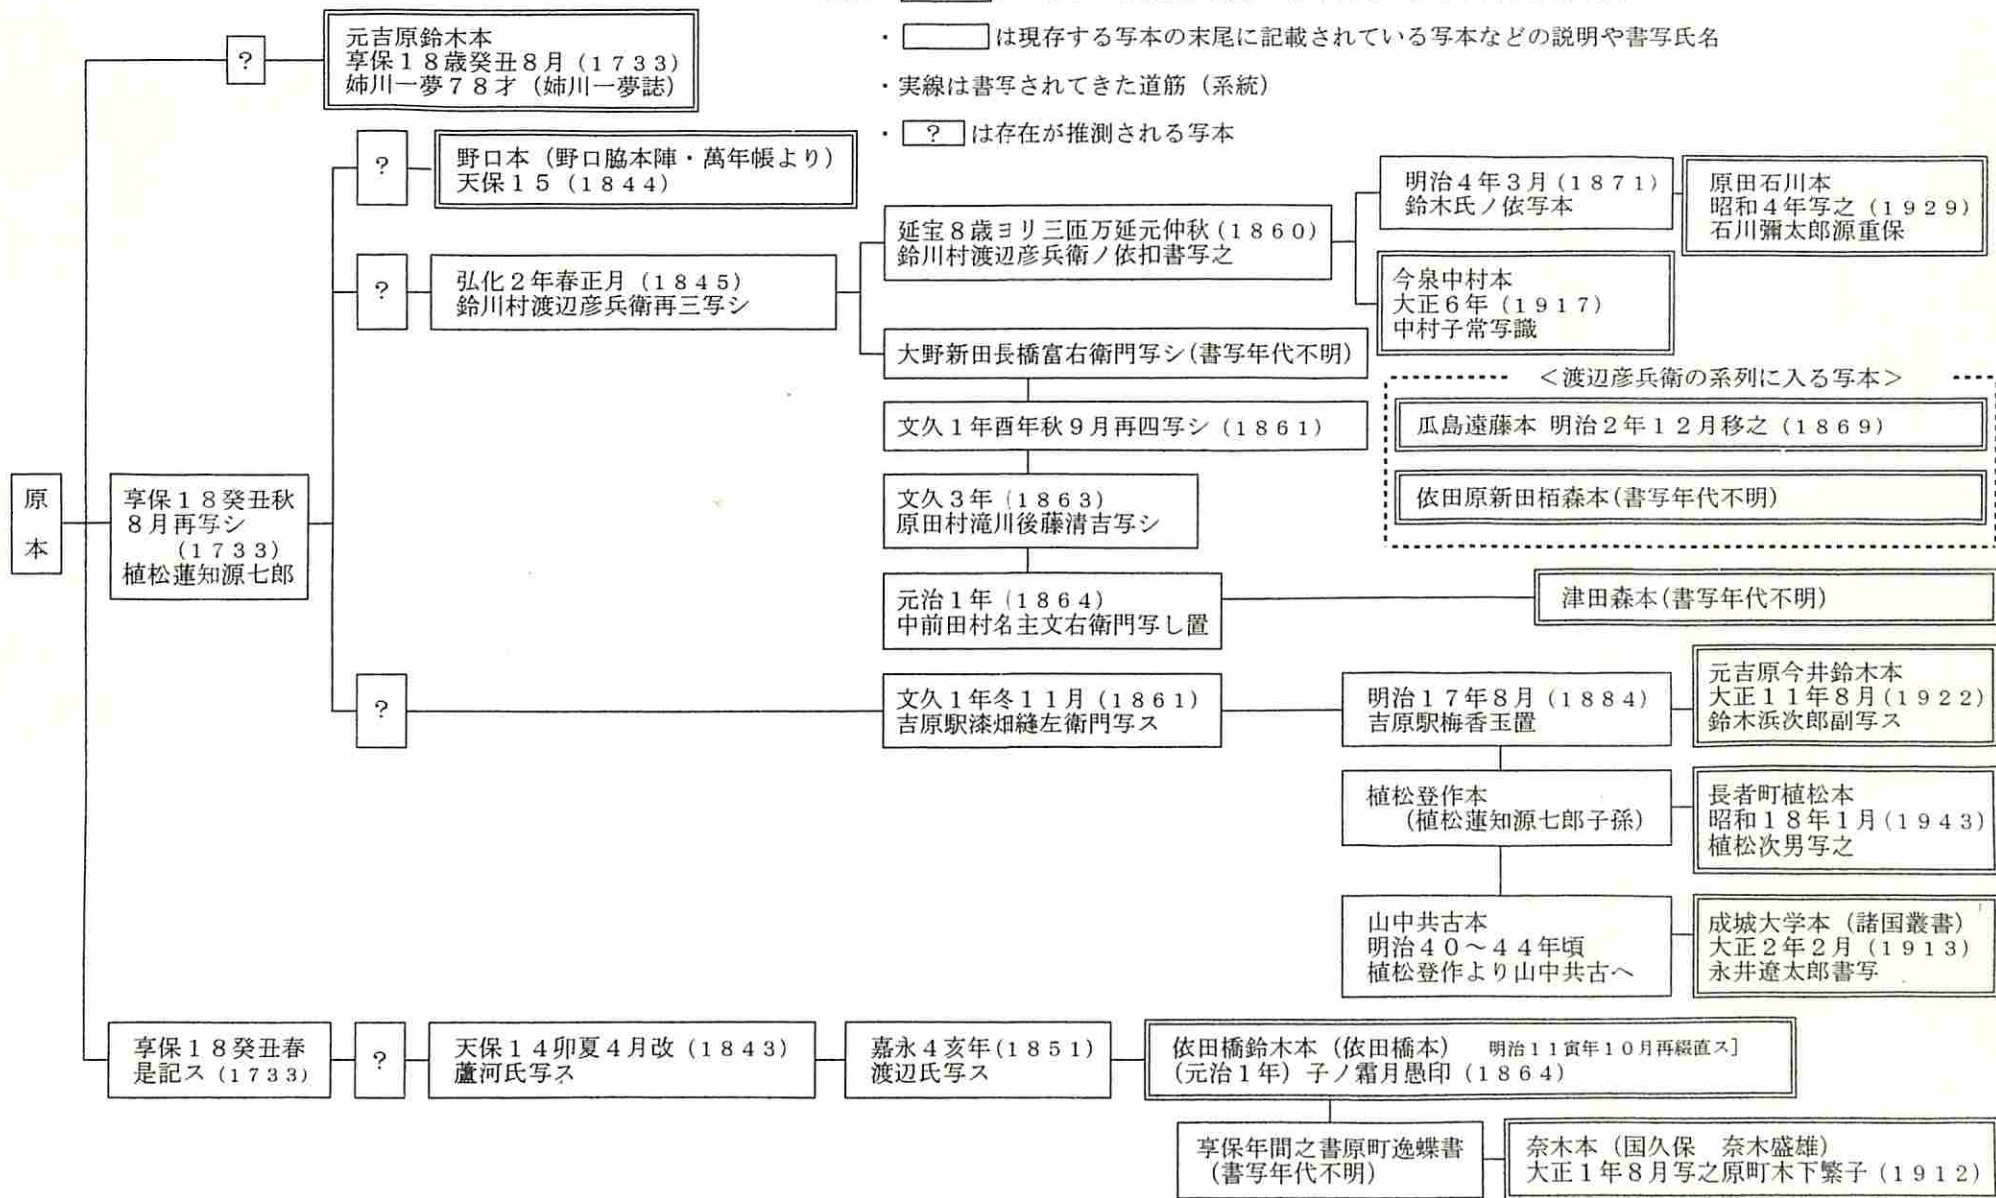 元吉原鈴木本
享保18歳癸丑8月(1733)
姉川一夢78才(姉川一夢誌)
?
・　　は現存する写本の末尾に記載されている写本などの説明や書写氏名
・実線は書写されてきた道筋(系統)
・?は存在が推測される写本
?
野口本(野口脇本陣・萬年帳より)
天保15(1844)
?
弘化2年春正月(1845)
鈴川村渡辺彦兵衛再三写シ
延宝8歳ヨリ三匝万延元仲秋(1860)
鈴川村渡辺彦兵衛ノ依扣書写之
明治4年3月(1871)
鈴木氏ノ依写本
原田石川本
昭和4年写之(1929)
石川彌太郎源重保
今泉中村本
大正6年(1917)
中村子常写識
大野新田長橋富右衛門写シ(書写年代不明)
<渡辺彦兵衛の系列に入る写本>
瓜島遠藤本 明治2年12月移之(1869)
依田原新田栢森本(書写年代不明)
文久1年酉年秋9月再四写シ(1861)
文久3年(1863)
原田村滝川後藤清吉写シ
元治1年(1864)
中前田村名主文右衛門写し置
津田森本(書写年代不明)
原
本
享保18癸丑秋
8月再写シ
(1733)
植松蓮知源七郎
?
文久1年冬11月(1861)
吉原駅漆畑縫左衛門写ス
明治17年8月(1884)
吉原駅梅香玉置
元吉原今井鈴木本
大正11年8月(1922)
鈴木浜次郎副写ス
植松登作本
(植松蓮知源七郎子孫)
長者町植松本
昭和18年1月(1943)
植松次男写之
山中共古本
明治40～44年頃
植松登作より山中共古へ
成城大学本(諸国叢書)
大正2年2月(1913)
永井遼太郎書写
享保18癸丑春
是記ス(1733)
?
天保14卯夏4月改(1843)
蘆河氏写ス
嘉永4亥年(1851)
渡辺氏写ス
依田橋鈴木本(依田橋本)　明治11寅年10月再綴直ス]
(元治1年)子ノ霜月愚印(1864)
享保年間之書原町逸蝶書
(書写年代不明)
奈木本(国久保　奈木盛雄)
大正1年8月写之原町木下繁子(1912)